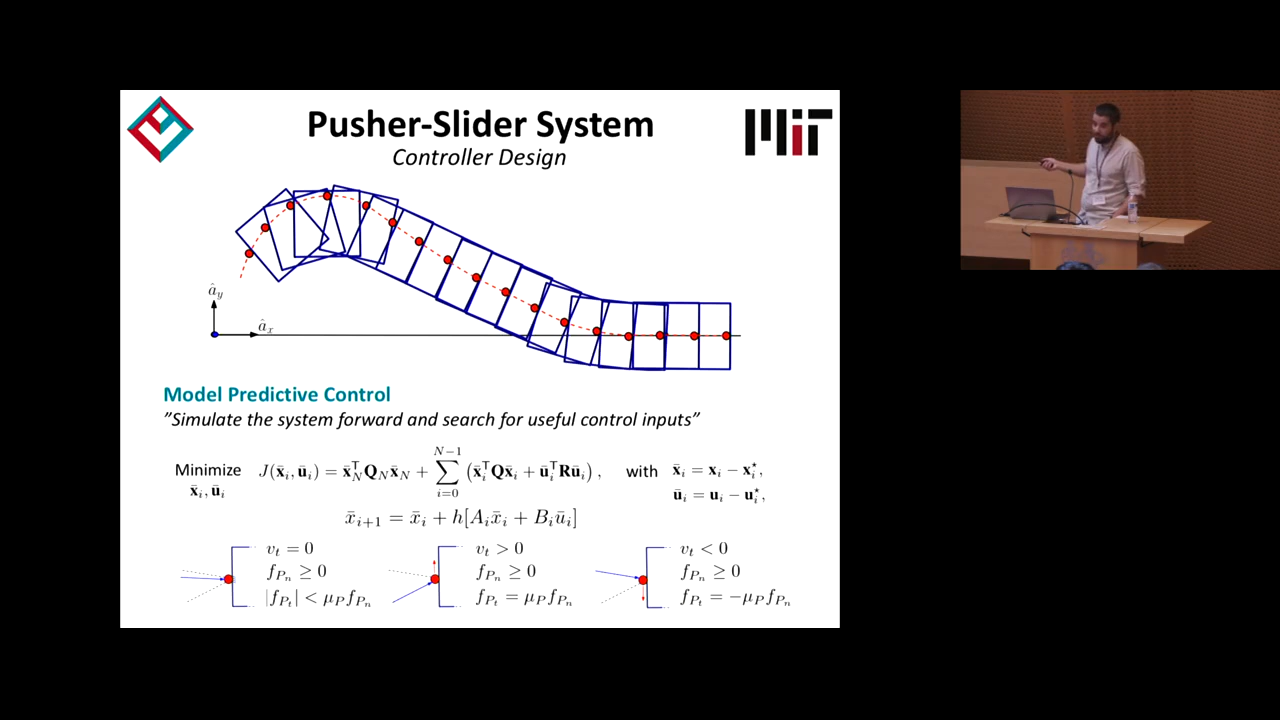 Pusher-Slider System
Controller Design
MIT
â_y
â_x
Model Predictive Control
"Simulate the system forward and search for useful control inputs"
Minimize J(x̄_i, ū_i) = x̄_N^T Q_N x̄_N + ∑_{i=0}^{N−1} (x̄_i^T Q x̄_i + ū_i^T R ū_i), with x̄_i = x_i − x_i^⋆,
x̄_i, ū_i
ū_i = u_i − u_i^⋆,
x̄_{i+1} = x̄_i + h[A_i x̄_i + B_i ū_i]
v_t = 0 v_t > 0 v_t < 0
f_{P_n} ≥ 0 f_{P_n} ≥ 0 f_{P_n} ≥ 0
|f_{P_t}| < μ_P f_{P_n} f_{P_t} = μ_P f_{P_n} f_{P_t} = −μ_P f_{P_n}